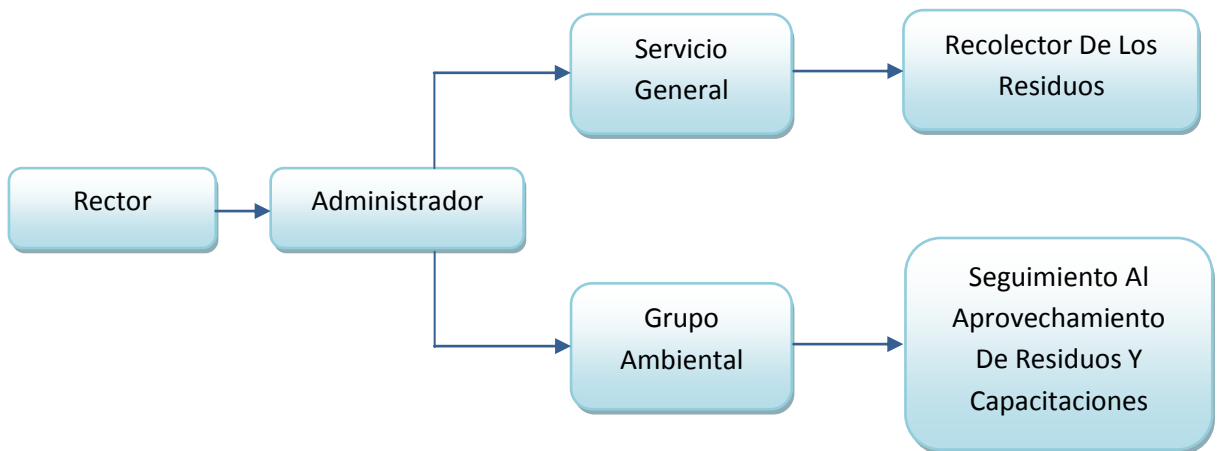 Rector
Administrador
Servicio
General
Recolector De Los
Residuos
Grupo
Ambiental
Seguimiento Al
Aprovechamiento
De Residuos Y
Capacitaciones